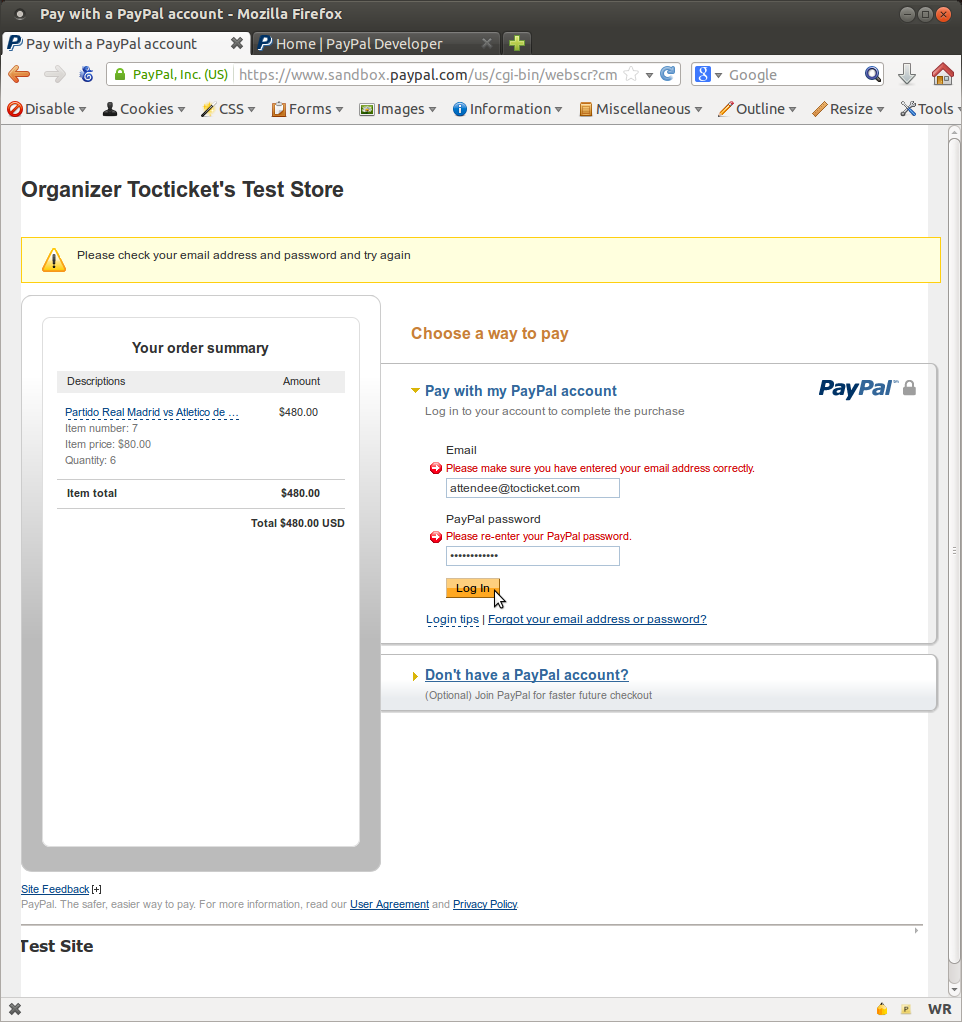 Pay with a PayPal account - Mozilla Firefox
Pay with a PayPal account
Home | PayPal Developer
PayPal, Inc. (US)
https://www.sandbox.paypal.com/us/cgi-bin/webscr?cm
Google
Disable
Cookies
CSS
Forms
Images
Information
Miscellaneous
Outline
Resize
Tools
Organizer Tocticket's Test Store
Please check your email address and password and try again
Your order summary
Descriptions Amount
Partido Real Madrid vs Atletico de ... $480.00
Item number: 7
Item price: $80.00
Quantity: 6
Item total $480.00
Total $480.00 USD
Choose a way to pay
Pay with my PayPal account
PayPal
Log in to your account to complete the purchase
Email
Please make sure you have entered your email address correctly.
attendee@tocticket.com
PayPal password
Please re-enter your PayPal password.
••••••••••••
Log In
Login tips | Forgot your email address or password?
Don't have a PayPal account?
(Optional) Join PayPal for faster future checkout
Site Feedback [+]
PayPal. The safer, easier way to pay. For more information, read our User Agreement and Privacy Policy
Test Site
WR